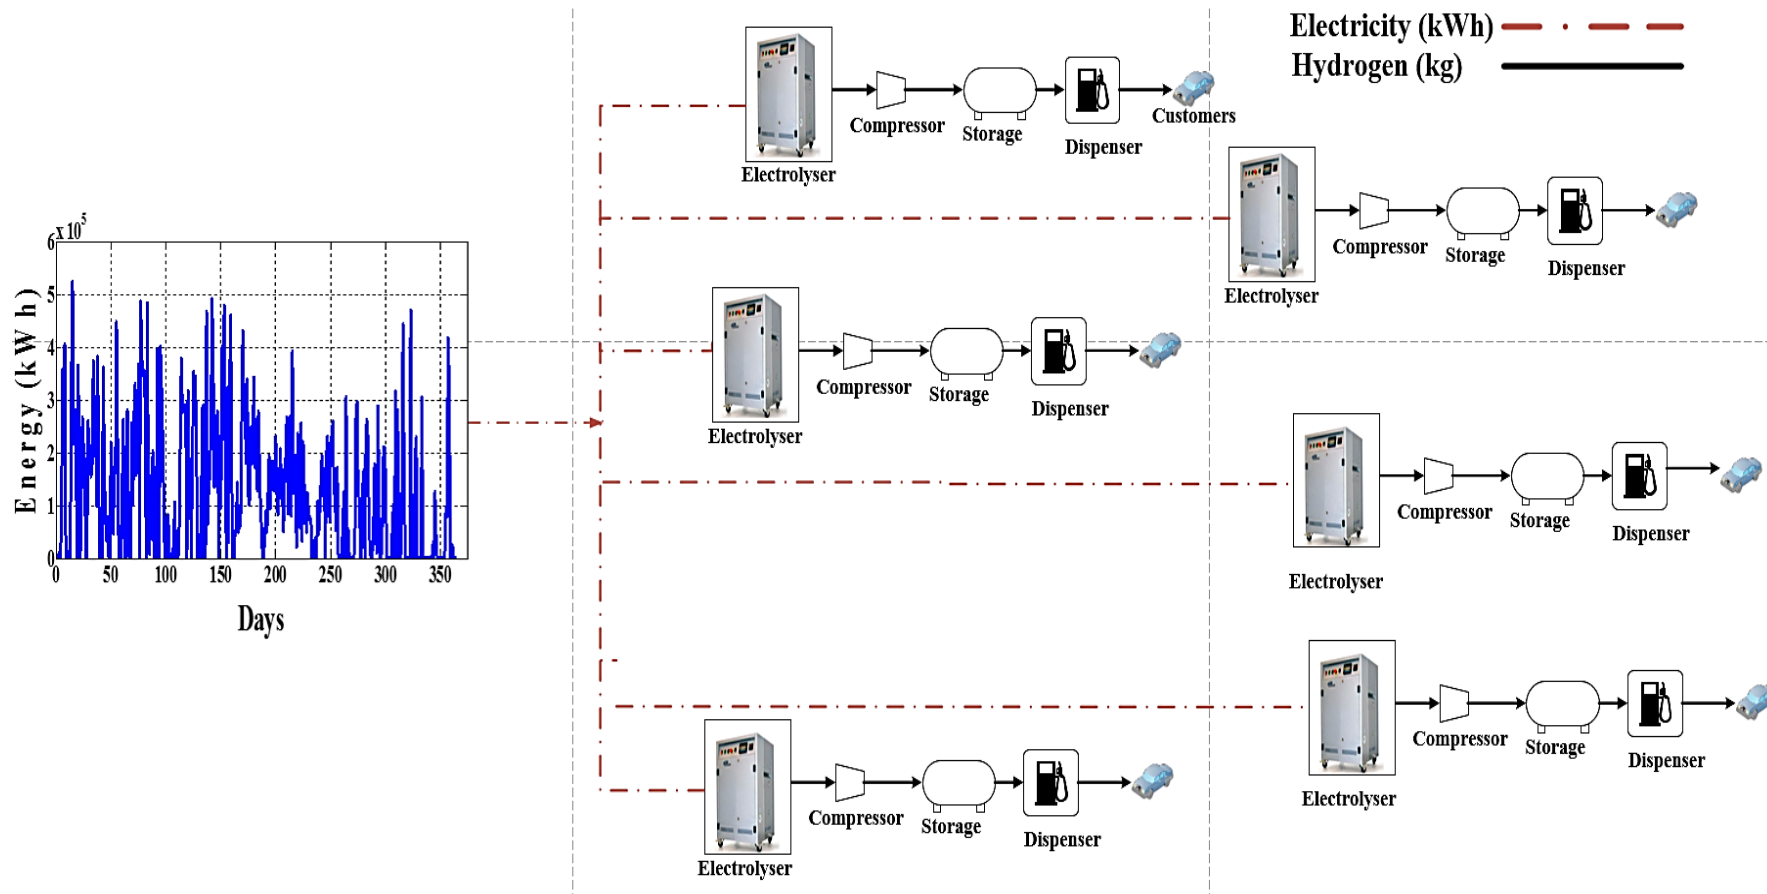 Electricity (kWh)
Hydrogen (kg)
Compressor
Storage
Dispenser
Customers
Electrolyser
Compressor
Storage
Dispenser
Electrolyser
x10^5
6
5
4
3
2
1
0
Energy (kWh)
0 50 100 150 200 250 300 350
Days
Compressor
Storage
Dispenser
Electrolyser
Compressor
Storage
Dispenser
Electrolyser
Compressor
Storage
Dispenser
Electrolyser
Compressor
Storage
Dispenser
Electrolyser